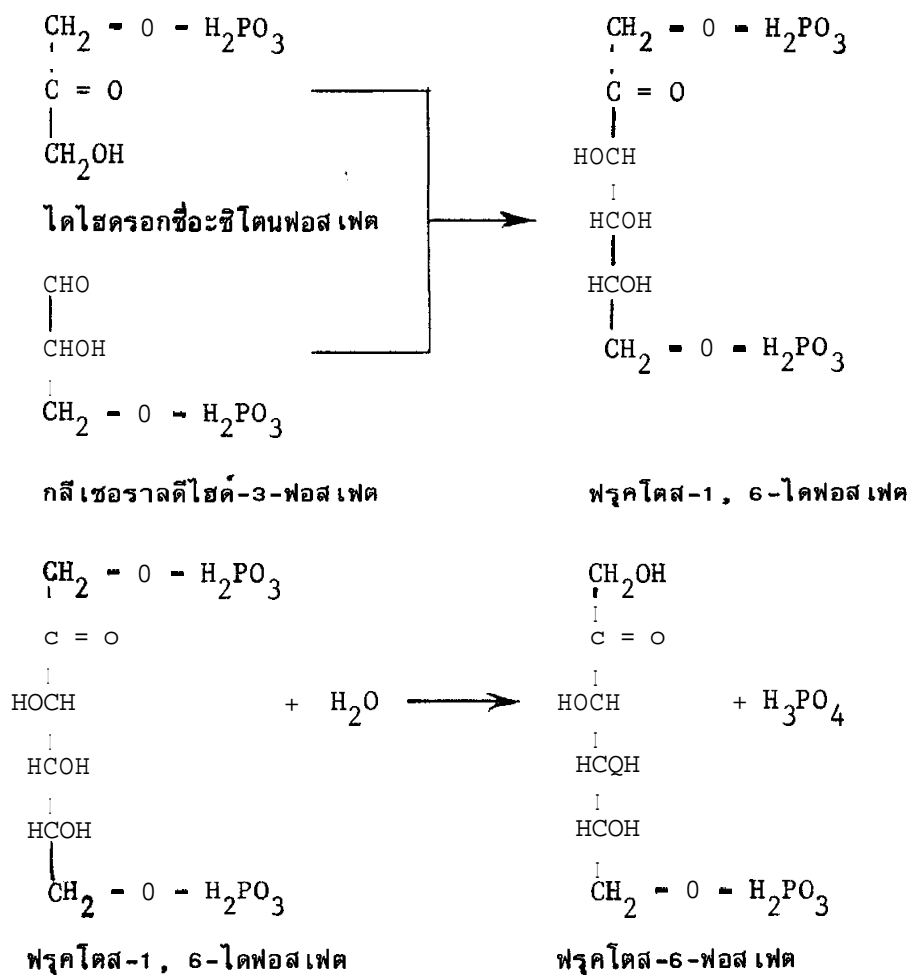 CH₂ - O - H₂PO₃
C = O
CH₂OH
ไดไฮดรอกซี่อะซิโตนฟอสเฟต
CHO
CHOH
CH₂ - O - H₂PO₃
กลีเซอราลดีไฮด์-3-ฟอสเฟต
CH₂ - O - H₂PO₃
C = O
HOCH
HCOH
HCOH
CH₂ - O - H₂PO₃
ฟรุคโตส-1, 6-ไดฟอสเฟต
CH₂ - O - H₂PO₃
c = o
HOCH
HCOH
HCOH
CH₂ - O - H₂PO₃
ฟรุคโตส-1, 6-ไดฟอสเฟต
+ H₂O
CH₂OH
c = o
HOCH
HCQH
HCOH
CH₂ - O - H₂PO₃
ฟรุคโตส-6-ฟอสเฟต
+ H₃PO₄